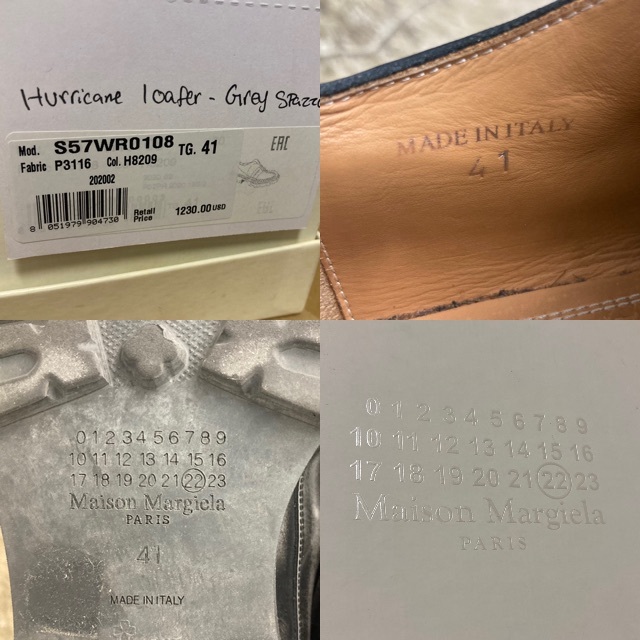 Hurricane loafer - Grey Spazzo
Mod. S57WR0108 TG. 41
Fabric P3116 Col. H8209
202002
EAC
Retail Price 1230.00 USD
8 051979 904730
MADE IN ITALY
41
0 1 2 3 4 5 6 7 8 9
10 11 12 13 14 15 16
17 18 19 20 21 22 23
Maison Margiela
PARIS
41
MADE IN ITALY
0 1 2 3 4 5 6 7 8 9
10 11 12 13 14 15 16
17 18 19 20 21 22 23
Maison Margiela
PARIS